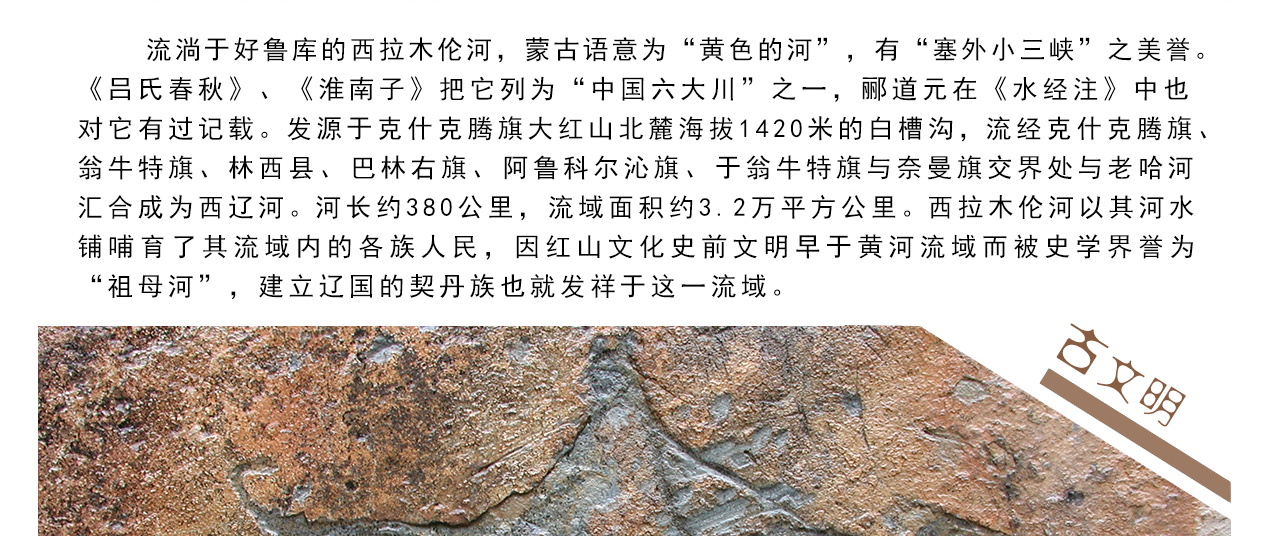 流淌于好鲁库的西拉木伦河，蒙古语意为“黄色的河”，有“塞外小三峡”之美誉。
《吕氏春秋》、《淮南子》把它列为“中国六大川”之一，郦道元在《水经注》中也
对它有过记载。发源于克什克腾旗大红山北麓海拔1420米的白槽沟，流经克什克腾旗、
翁牛特旗、林西县、巴林右旗、阿鲁科尔沁旗、于翁牛特旗与奈曼旗交界处与老哈河
汇合成为西辽河。河长约380公里，流域面积约3.2万平方公里。西拉木伦河以其河水
铺哺育了其流域内的各族人民，因红山文化史前文明早于黄河流域而被史学界誉为
“祖母河”，建立辽国的契丹族也就发祥于这一流域。
古文明